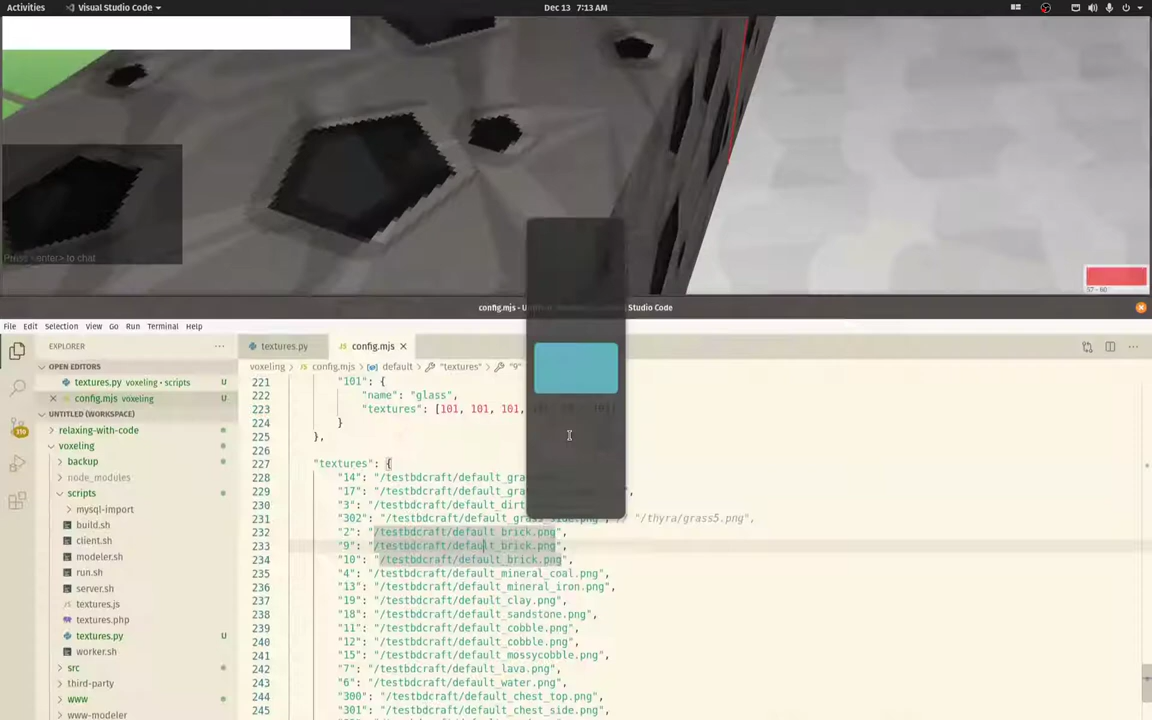 Activities
Visual Studio Code
Dec 13 7:13 AM
Press <enter> to chat
config.mjs -
Studio Code
File Edit Selection View Go Run Terminal Help
EXPLORER
textures.py
config.mjs
OPEN EDITORS
textures.py voxeling • scripts U
config.mjs voxeling U
UNTITLED (WORKSPACE)
relaxing-with-code
voxeling
backup
node_modules
scripts
mysql-import
build.sh
client.sh
modeler.sh
run.sh
server.sh
textures.js
textures.php
textures.py U
worker.sh
src
third-party
www
www-modeler
voxeling > config.mjs > default > "textures" > "9"
221 "101": {
222 "name": "glass",
223 "textures": [101, 101, 101,
224 }
225 },
226
227 "textures": {
228 "14": "/testbdcraft/default_gra
229 "17": "/testbdcraft/default_gra
230 "3": "/testbdcraft/default_dirt
231 "302": "/testbdcraft/default_grass_side.png", // "/thyra/grass5.png",
232 "2": "/testbdcraft/default_brick.png",
233 "9": "/testbdcraft/default_brick.png",
234 "10": "/testbdcraft/default_brick.png",
235 "4": "/testbdcraft/default_mineral_coal.png",
236 "13": "/testbdcraft/default_mineral_iron.png",
237 "19": "/testbdcraft/default_clay.png",
238 "18": "/testbdcraft/default_sandstone.png",
239 "11": "/testbdcraft/default_cobble.png",
240 "12": "/testbdcraft/default_cobble.png",
241 "15": "/testbdcraft/default_mossycobble.png",
242 "7": "/testbdcraft/default_lava.png",
243 "6": "/testbdcraft/default_water.png",
244 "300": "/testbdcraft/default_chest_top.png",
245 "301": "/testbdcraft/default_chest_side.png",